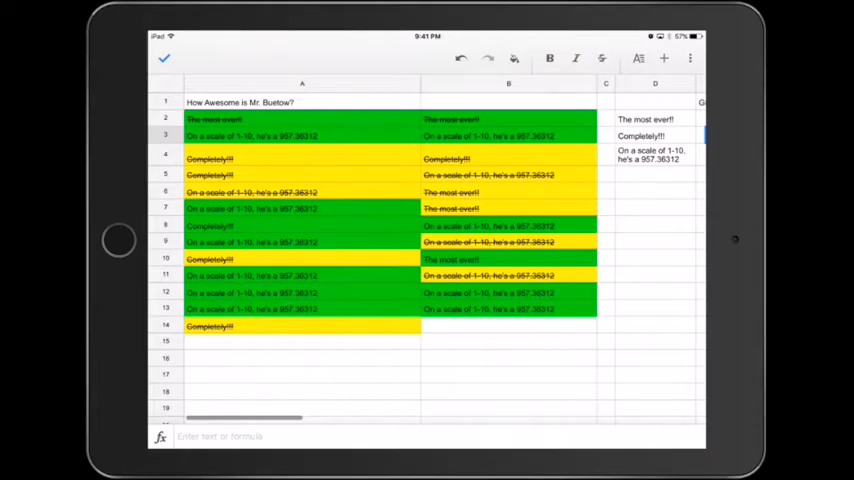 iPad 9:41 PM 57%
B I S A
A B C D
1 How Awesome is Mr. Buetow?
2 The most ever!! The most ever!! The most ever!!
3 On a scale of 1-10, he's a 957.36312 On a scale of 1-10, he's a 957.36312 Completely!!!
4 Completely!!! Completely!!! On a scale of 1-10,
he's a 957.36312
5 Completely!!! On a scale of 1-10, he's a 957.36312
6 On a scale of 1-10, he's a 957.36312 The most ever!!
7 On a scale of 1-10, he's a 957.36312 The most ever!!
8 Completely!!! On a scale of 1-10, he's a 957.36312
9 On a scale of 1-10, he's a 957.36312 On a scale of 1-10, he's a 957.36312
10 Completely!!! The most ever!!
11 On a scale of 1-10, he's a 957.36312 On a scale of 1-10, he's a 957.36312
12 On a scale of 1-10, he's a 957.36312 On a scale of 1-10, he's a 957.36312
13 On a scale of 1-10, he's a 957.36312 On a scale of 1-10, he's a 957.36312
14 Completely!!!
15
16
17
18
19
fx Enter text or formula